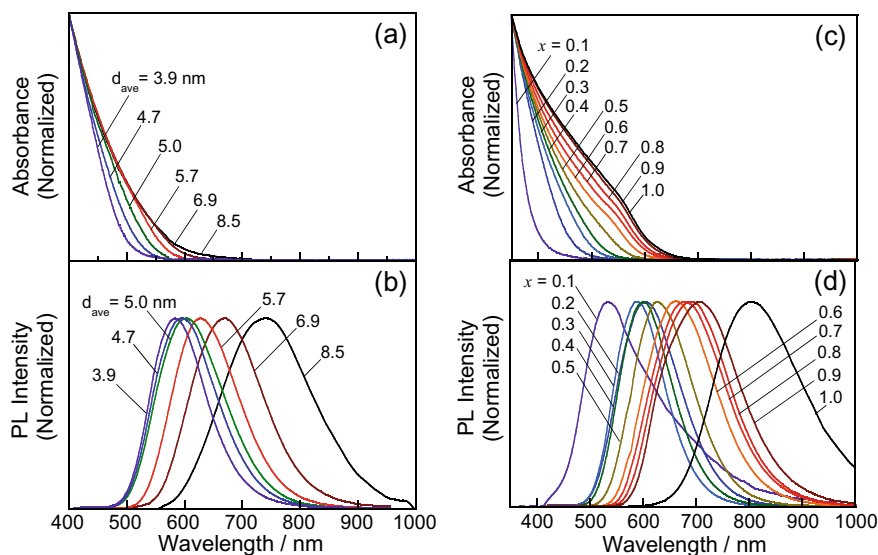 (a)
Absorbance
(Normalized)
d_ave = 3.9 nm
4.7
5.0
5.7
6.9
8.5
(b)
PL Intensity
(Normalized)
d_ave = 5.0 nm
4.7
3.9
5.7
6.9
8.5
400 500 600 700 800 900 1000
Wavelength / nm
(c)
Absorbance
(Normalized)
x = 0.1
0.2
0.3
0.4
0.5
0.6
0.7
0.8
0.9
1.0
(d)
PL Intensity
(Normalized)
x = 0.1
0.2
0.3
0.4
0.5
0.6
0.7
0.8
0.9
1.0
400 500 600 700 800 900 1000
Wavelength / nm